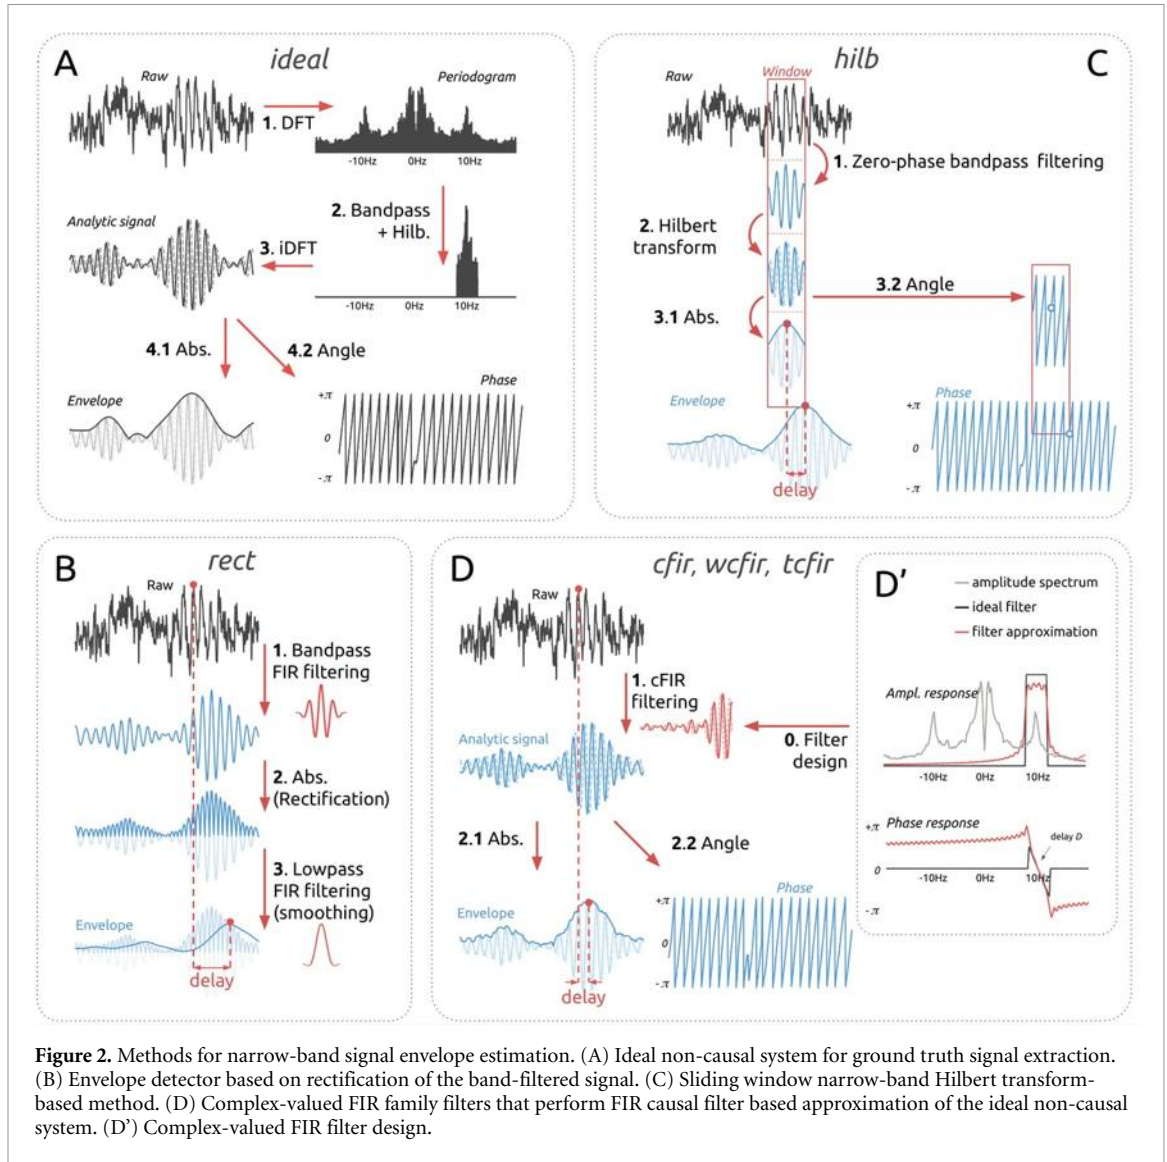 A
ideal
Raw
1. DFT
Periodogram
-10Hz 0Hz 10Hz
2. Bandpass
+ Hilb.
Analytic signal
3. iDFT
-10Hz 0Hz 10Hz
4.1 Abs.
4.2 Angle
Envelope
Phase
+π
0
-π
C
hilb
Raw
Window
1. Zero-phase bandpass filtering
2. Hilbert
transform
3.1 Abs.
3.2 Angle
Envelope
delay
Phase
+π
0
-π
B
rect
Raw
1. Bandpass
FIR filtering
2. Abs.
(Rectification)
3. Lowpass
FIR filtering
(smoothing)
Envelope
delay
D
cfir, wcfir, tcfir
Raw
1. cFIR
filtering
0. Filter
design
Analytic signal
2.1 Abs.
2.2 Angle
Envelope
delay
Phase
+π
0
-π
D'
amplitude spectrum
ideal filter
filter approximation
Ampl. response
-10Hz 0Hz 10Hz
Phase response
+π
0
-π
delay D
-10Hz 0Hz 10Hz
Figure 2. Methods for narrow-band signal envelope estimation. (A) Ideal non-causal system for ground truth signal extraction.
(B) Envelope detector based on rectification of the band-filtered signal. (C) Sliding window narrow-band Hilbert transform-
based method. (D) Complex-valued FIR family filters that perform FIR causal filter based approximation of the ideal non-causal
system. (D’) Complex-valued FIR filter design.